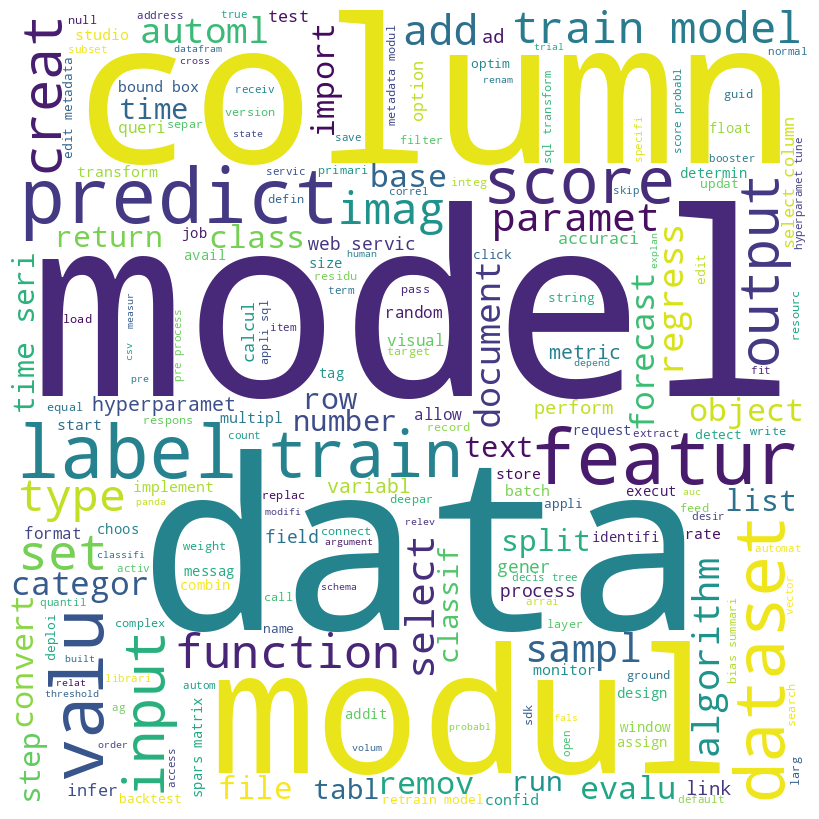 null
address
true
test
studio
subset
automl
datafram
cross
add
ad
train model
trial
normal
creat
edit metadata
column
import
metadata modul
option
optim
renam
bound box
time
queri
separ
receiv
version
state
save
filter
sql transform
specifi
score probabl
guid
float
booster
transform
servic
primari
correl
base
integ
skip
determin
updat
select column
hyperparamet tune
predict
defin
imag
score
paramet
return
job
class
web servic
click
accuraci
explan
edit
output
resourc
avail
size
human
residu
term
pass
string
time seri
load
csv
measur
model
calcul
appli sql
item
random
visual
target
document
metric
depend
forecast
regress
fit
pre
pre process
tag
row
equal
hyperparamet
start
respons
multipl
count
number
allow
record
perform
object
request
extract
detect
write
label
train
text
featur
type
implement
panda
replac
modifi
variabl
deepar
store
batch
appli
execut
auc
feed
desir
list
format
choos
classifi
set
activ
weight
messag
combin
data
field
connect
argument
relev
schema
call
name
select
classif
split
gener
decis tree
process
arrai
layer
identifi
rate
algorithm
dataset
automat
vector
categor
quantil
complex
convert
deploi
step
built
relat
threshold
librari
valu
input
function
sampl
monitor
ground
design
bias summari
search
autom
ag
order
access
spars matrix
addit
modul
volum
probabl
sdk
open
fals
window
assign
infer
backtest
file
tabl
remov
retrain model
confid
run
evalu
link
default
larg